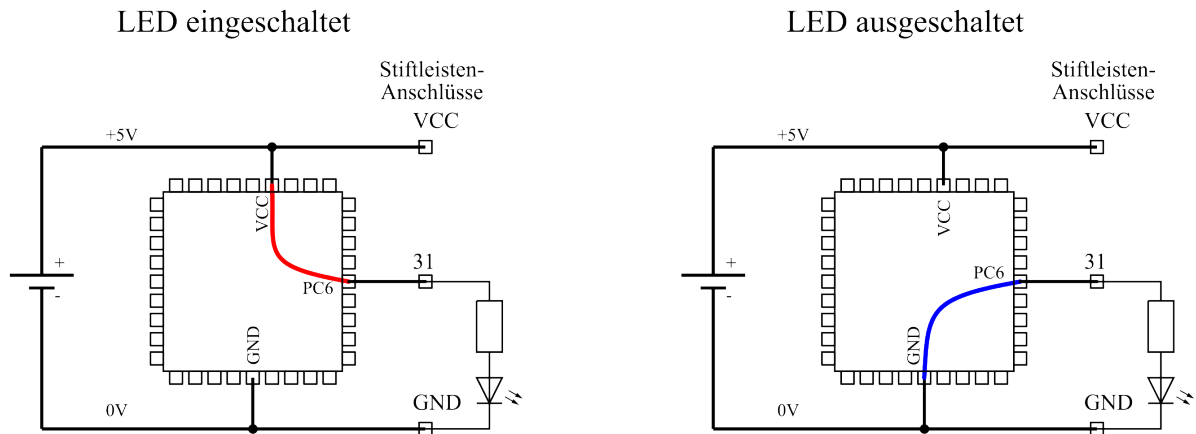 LED eingeschaltet
Stiftleisten-
Anschlüsse
VCC
+5V
VCC
+
-
31
PC6
GND
GND
0V
LED ausgeschaltet
Stiftleisten-
Anschlüsse
VCC
+5V
VCC
+
-
31
PC6
GND
GND
0V